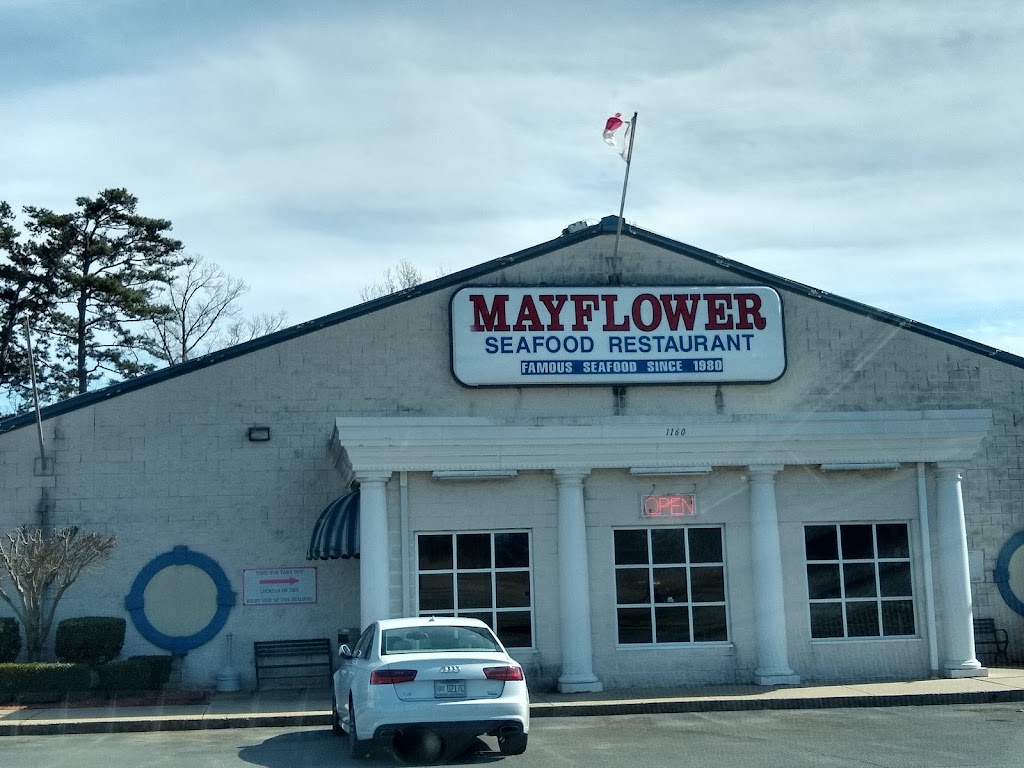 MAYFLOWER
SEAFOOD RESTAURANT
FAMOUS SEAFOOD SINCE 1980
1160
OPEN